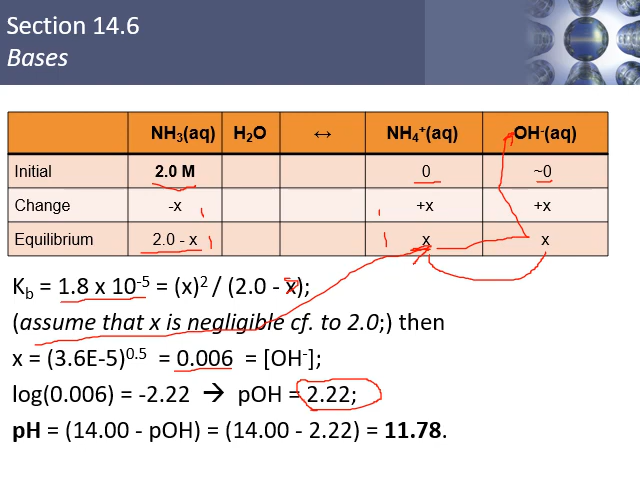 Section 14.6
Bases
NH₃(aq) H₂O ↔ NH₄⁺(aq) OH⁻(aq)
Initial 2.0 M 0 ~0
Change -x +x +x
Equilibrium 2.0 - x x x
K_b = 1.8 x 10⁻⁵ = (x)² / (2.0 - x);
(assume that x is negligible cf. to 2.0;) then
x = (3.6E-5)⁰·⁵ = 0.006 = [OH⁻];
log(0.006) = -2.22 → pOH = 2.22;
pH = (14.00 - pOH) = (14.00 - 2.22) = 11.78.